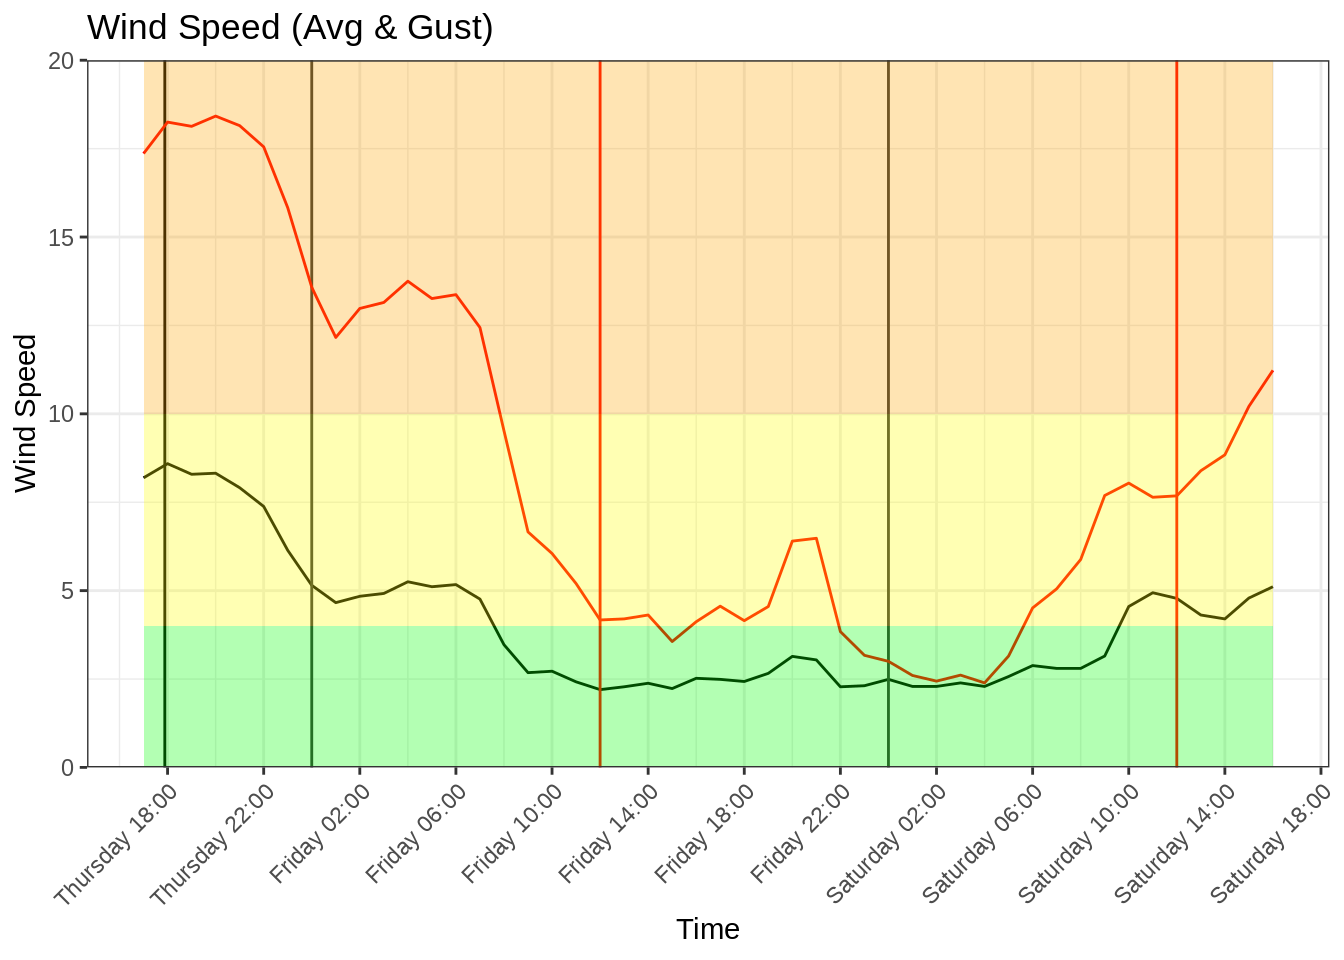 Wind Speed (Avg & Gust)
20
15
10
5
0
Wind Speed
Thursday 18:00
Thursday 22:00
Friday 02:00
Friday 06:00
Friday 10:00
Friday 14:00
Friday 18:00
Friday 22:00
Saturday 02:00
Saturday 06:00
Saturday 10:00
Saturday 14:00
Saturday 18:00
Time